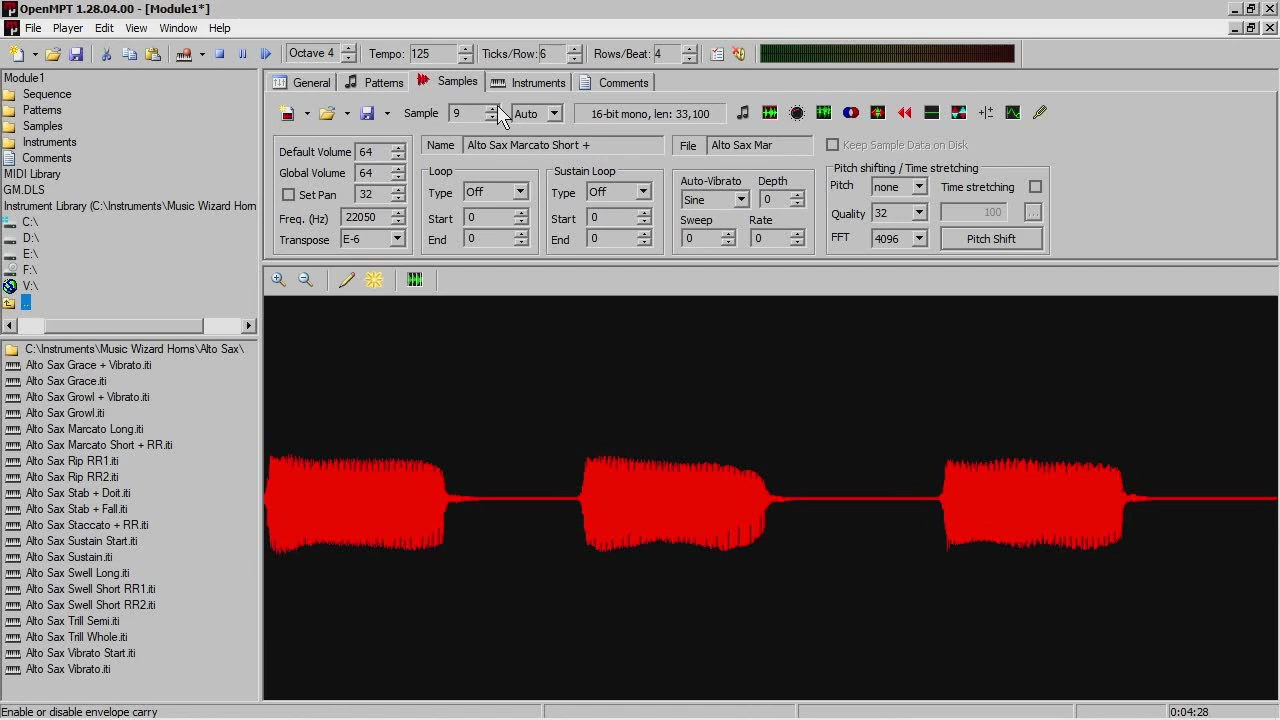 OpenMPT 1.28.04.00 - [Module1*]
File Player Edit View Window Help
Octave 4 Tempo: 125 Ticks/Row: 6 Rows/Beat: 4
Module1
Sequence
Patterns
Samples
Instruments
Comments
MIDI Library
GM.DLS
Instrument Library (C:\Instruments\Music Wizard Horn
C:\
D:\
E:\
F:\
V:\
..
C:\Instruments\Music Wizard Horns\Alto Sax\
Alto Sax Grace + Vibrato.iti
Alto Sax Grace.iti
Alto Sax Growl + Vibrato.iti
Alto Sax Growl.iti
Alto Sax Marcato Long.iti
Alto Sax Marcato Short + RR.iti
Alto Sax Rip RR1.iti
Alto Sax Rip RR2.iti
Alto Sax Stab + Doit.iti
Alto Sax Stab + Fall.iti
Alto Sax Staccato + RR.iti
Alto Sax Sustain Start.iti
Alto Sax Sustain.iti
Alto Sax Swell Long.iti
Alto Sax Swell Short RR1.iti
Alto Sax Swell Short RR2.iti
Alto Sax Trill Semi.iti
Alto Sax Trill Whole.iti
Alto Sax Vibrato Start.iti
Alto Sax Vibrato.iti
General Patterns Samples Instruments Comments
Sample 9 Auto 16-bit mono, len: 33,100
Default Volume 64
Global Volume 64
Set Pan 32
Freq. (Hz) 22050
Transpose E-6
Name Alto Sax Marcato Short + File Alto Sax Mar
Loop
Type Off
Start 0
End 0
Sustain Loop
Type Off
Start 0
End 0
Auto-Vibrato Depth
Sine 0
Sweep Rate
0 0
Keep Sample Data on Disk
Pitch shifting / Time stretching
Pitch none Time stretching
Quality 32 100 ...
FFT 4096 Pitch Shift
Enable or disable envelope carry 0:04:28